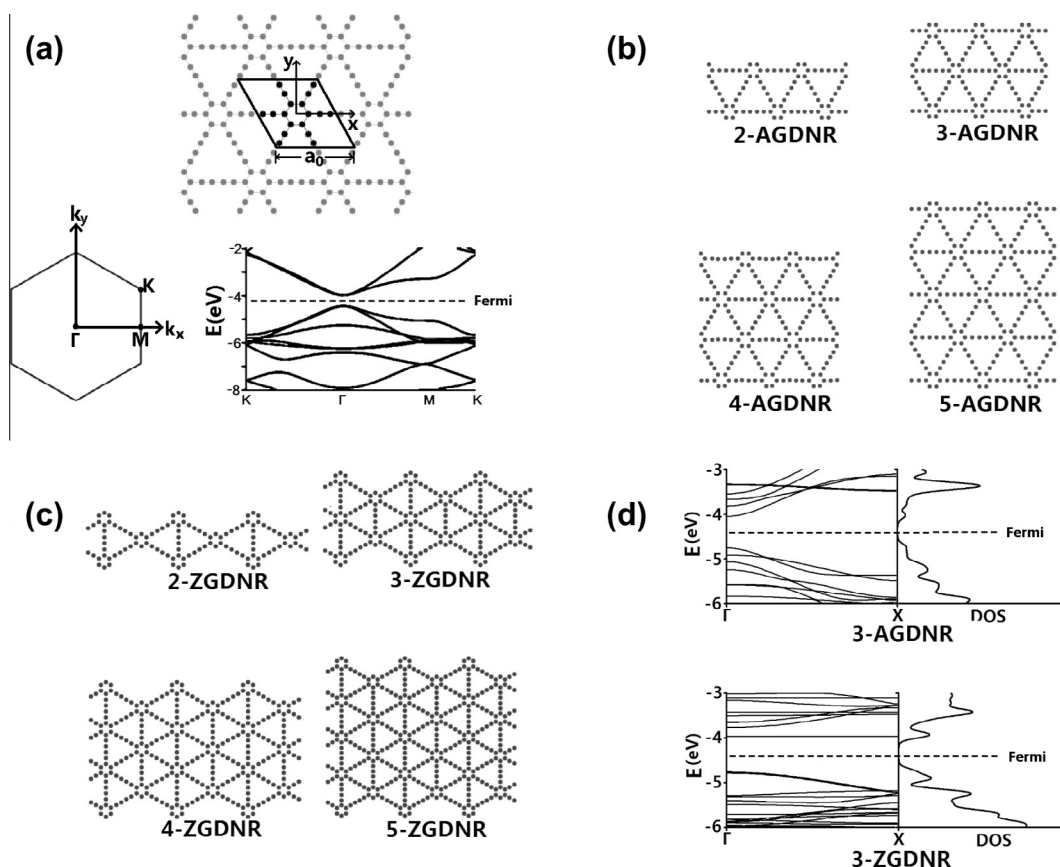 (a)
y
x
a0
ky
K
Γ
M
kx
E(eV)
-2
-4
-6
-8
Fermi
K Γ M K
(b)
2-AGDNR
3-AGDNR
4-AGDNR
5-AGDNR
(c)
2-ZGDNR
3-ZGDNR
4-ZGDNR
5-ZGDNR
(d)
E(eV)
-3
-4
-5
-6
Fermi
Γ X DOS
3-AGDNR
E(eV)
-3
-4
-5
-6
Fermi
Γ X DOS
3-ZGDNR